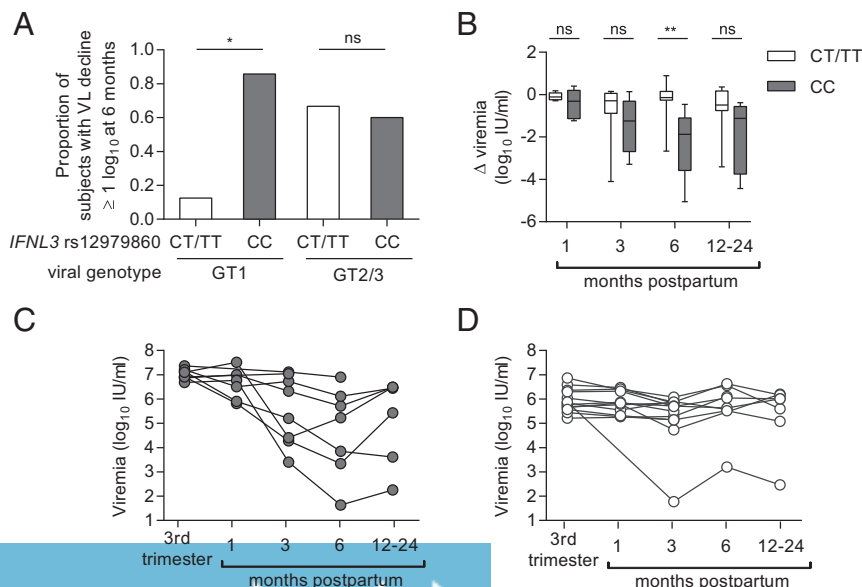 A
Proportion of
subjects with VL decline
≥ 1 log10 at 6 months
1.0
0.8
0.6
0.4
0.2
0.0
*
ns
IFNL3 rs12979860 CT/TT CC CT/TT CC
viral genotype GT1 GT2/3
B
ns ns ** ns
CT/TT
CC
Δ viremia
(log10 IU/ml)
2
0
-2
-4
-6
1 3 6 12-24
months postpartum
C
Viremia (log10 IU/ml)
8
7
6
5
4
3
2
1
3rd
trimester
1 3 6 12-24
months postpartum
D
Viremia (log10 IU/ml)
8
7
6
5
4
3
2
1
3rd
trimester
1 3 6 12-24
months postpartum